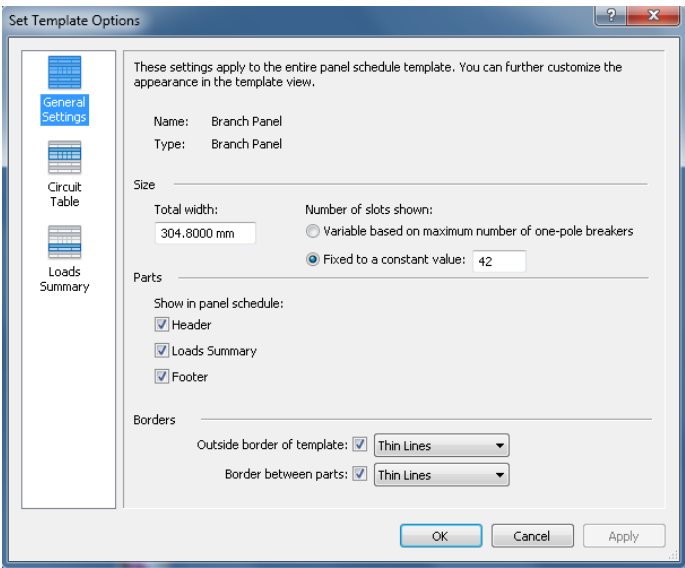 Set Template Options
General
Settings
Circuit
Table
Loads
Summary
These settings apply to the entire panel schedule template. You can further customize the
appearance in the template view.
Name: Branch Panel
Type: Branch Panel
Size
Total width:
304.8000 mm
Number of slots shown:
Variable based on maximum number of one-pole breakers
Fixed to a constant value: 42
Parts
Show in panel schedule:
Header
Loads Summary
Footer
Borders
Outside border of template: Thin Lines
Border between parts: Thin Lines
OK Cancel Apply